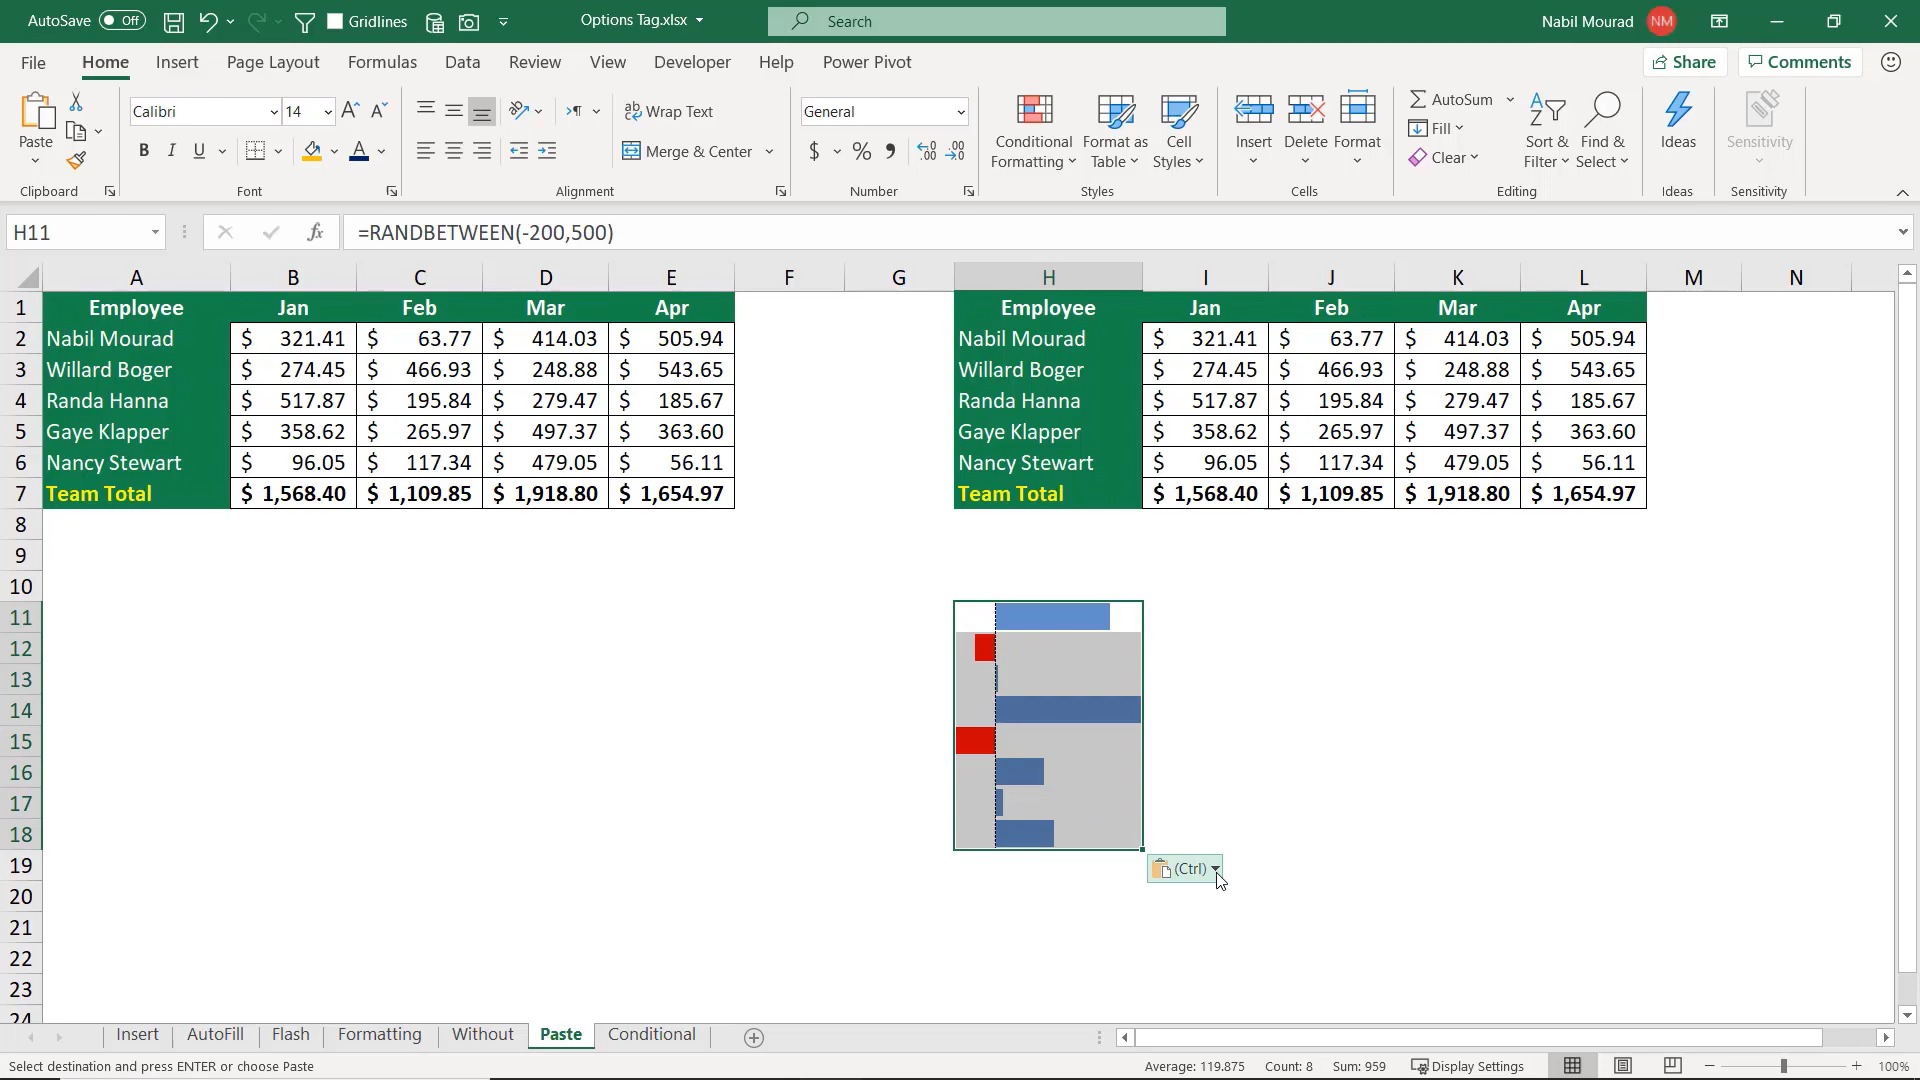 AutoSave Off Gridlines Options Tag.xlsx Search Nabil Mourad NM
File Home Insert Page Layout Formulas Data Review View Developer Help Power Pivot Share Comments
Paste
Clipboard
Calibri 14
B I U
Font
Wrap Text
Merge & Center
Alignment
General
$ % 9 .00 .00
Number
Conditional Formatting
Format as Table
Cell Styles
Styles
Insert Delete Format
Cells
AutoSum
Fill
Clear
Sort & Filter
Find & Select
Editing
Ideas
Ideas
Sensitivity
Sensitivity
H11 fx =RANDBETWEEN(-200,500)
A B C D E F G H I J K L M N
1 Employee Jan Feb Mar Apr Employee Jan Feb Mar Apr
2 Nabil Mourad $ 321.41 $ 63.77 $ 414.03 $ 505.94 Nabil Mourad $ 321.41 $ 63.77 $ 414.03 $ 505.94
3 Willard Boger $ 274.45 $ 466.93 $ 248.88 $ 543.65 Willard Boger $ 274.45 $ 466.93 $ 248.88 $ 543.65
4 Randa Hanna $ 517.87 $ 195.84 $ 279.47 $ 185.67 Randa Hanna $ 517.87 $ 195.84 $ 279.47 $ 185.67
5 Gaye Klapper $ 358.62 $ 265.97 $ 497.37 $ 363.60 Gaye Klapper $ 358.62 $ 265.97 $ 497.37 $ 363.60
6 Nancy Stewart $ 96.05 $ 117.34 $ 479.05 $ 56.11 Nancy Stewart $ 96.05 $ 117.34 $ 479.05 $ 56.11
7 Team Total $ 1,568.40 $ 1,109.85 $ 1,918.80 $ 1,654.97 Team Total $ 1,568.40 $ 1,109.85 $ 1,918.80 $ 1,654.97
8
9
10
11
12
13
14
15
16
17
18
19 (Ctrl)
20
21
22
23
24
Insert AutoFill Flash Formatting Without Paste Conditional
Select destination and press ENTER or choose Paste Average: 119.875 Count: 8 Sum: 959 Display Settings 100%